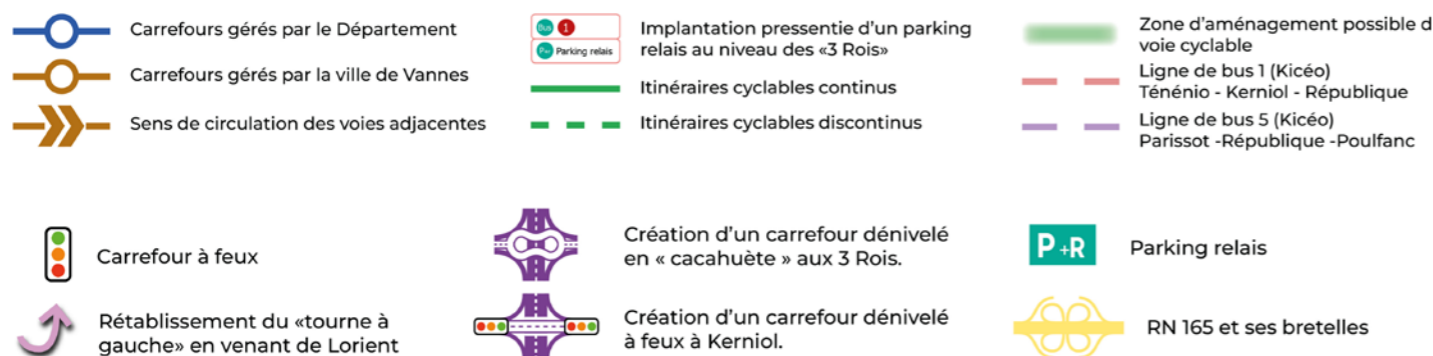 Carrefours gérés par le Département
Carrefours gérés par la ville de Vannes
Sens de circulation des voies adjacentes
Bus 1
P+R Parking relais
Implantation pressentie d'un parking
relais au niveau des «3 Rois»
Itinéraires cyclables continus
Itinéraires cyclables discontinus
Zone d'aménagement possible d
voie cyclable
Ligne de bus 1 (Kicéo)
Ténénio - Kerniol - République
Ligne de bus 5 (Kicéo)
Parissot -République -Poulfanc
Carrefour à feux
Rétablissement du «tourne à
gauche» en venant de Lorient
Création d'un carrefour dénivelé
en « cacahuète » aux 3 Rois.
Création d'un carrefour dénivelé
à feux à Kerniol.
P+R
Parking relais
RN 165 et ses bretelles